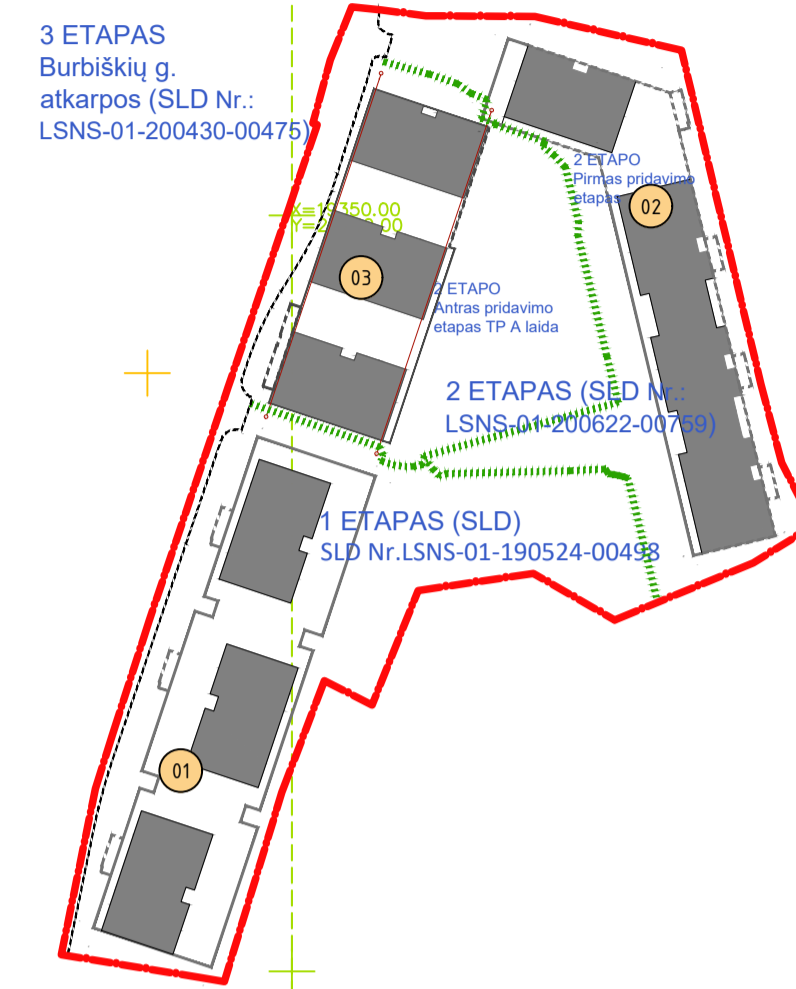 3 ETAPAS
Burbiškių g.
atkarpos (SLD Nr.:
LSNS-01-200430-00475)
2 ETAPO
Pirmas pridavimo
etapas
02
03
2 ETAPO
Antras pridavimo
etapas TP A laida
2 ETAPAS (SLD Nr.:
LSNS-01-200622-00759)
1 ETAPAS (SLD)
SLD Nr.LSNS-01-190524-00498
01